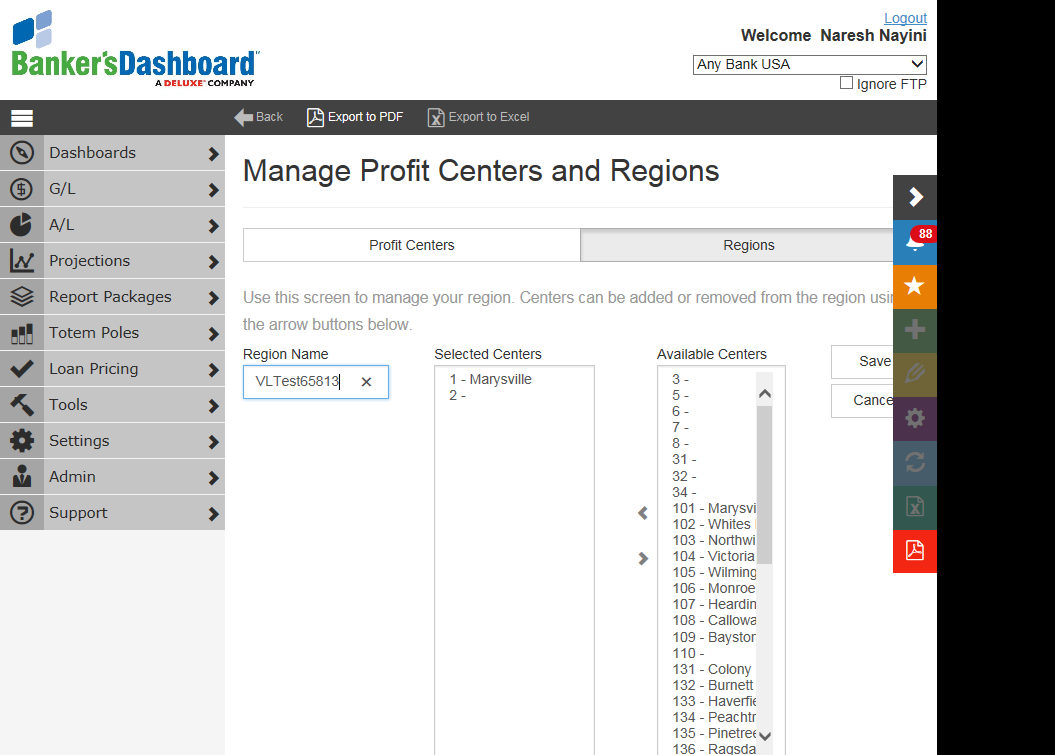 Logout
Welcome Naresh Nayini
Banker'sDashboard
A DELUXE COMPANY
Any Bank USA
Ignore FTP
Back
Export to PDF
Export to Excel
Dashboards
G/L
A/L
Projections
Report Packages
Totem Poles
Loan Pricing
Tools
Settings
Admin
Support
Manage Profit Centers and Regions
88
Profit Centers
Regions
Use this screen to manage your region. Centers can be added or removed from the region usin
the arrow buttons below.
Region Name
VLTest65813
Selected Centers
1 - Marysville
2 -
Available Centers
3 -
5 -
6 -
7 -
8 -
31 -
32 -
34 -
101 - Marysvi
102 - Whites
103 - Northwi
104 - Victoria
105 - Wilming
106 - Monroe
107 - Heardin
108 - Callowa
109 - Bayston
110 -
131 - Colony
132 - Burnett
133 - Haverfie
134 - Peachtr
135 - Pinetree
136 - Ragsda
Save
Cance